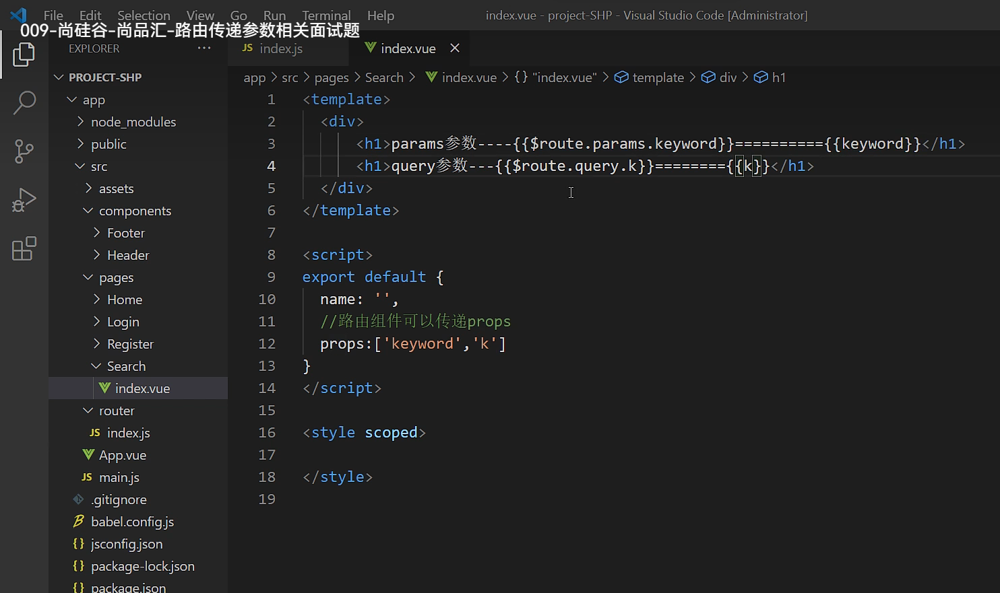 File Edit Selection View Go Run Terminal Help
index.vue - project-SHP - Visual Studio Code [Administrator]
009-尚硅谷-尚品汇-路由传递参数相关面试题
EXPLORER ···
JS index.js
index.vue ×
app > src > pages > Search > index.vue > {} "index.vue" > template > div > h1
PROJECT-SHP
app
node_modules
public
src
assets
components
Footer
Header
pages
Home
Login
Register
Search
index.vue
router
JS index.js
App.vue
JS main.js
.gitignore
babel.config.js
{} jsconfig.json
{} package-lock.json
{} package.json
1 <template>
2 <div>
3 <h1>params参数----{{$route.params.keyword}}=========={{keyword}}</h1>
4 <h1>query参数---{{$route.query.k}}========{{k}}</h1>
5 </div>
6 </template>
7
8 <script>
9 export default {
10 name: '',
11 //路由组件可以传递props
12 props:['keyword','k']
13 }
14 </script>
15
16 <style scoped>
17
18 </style>
19